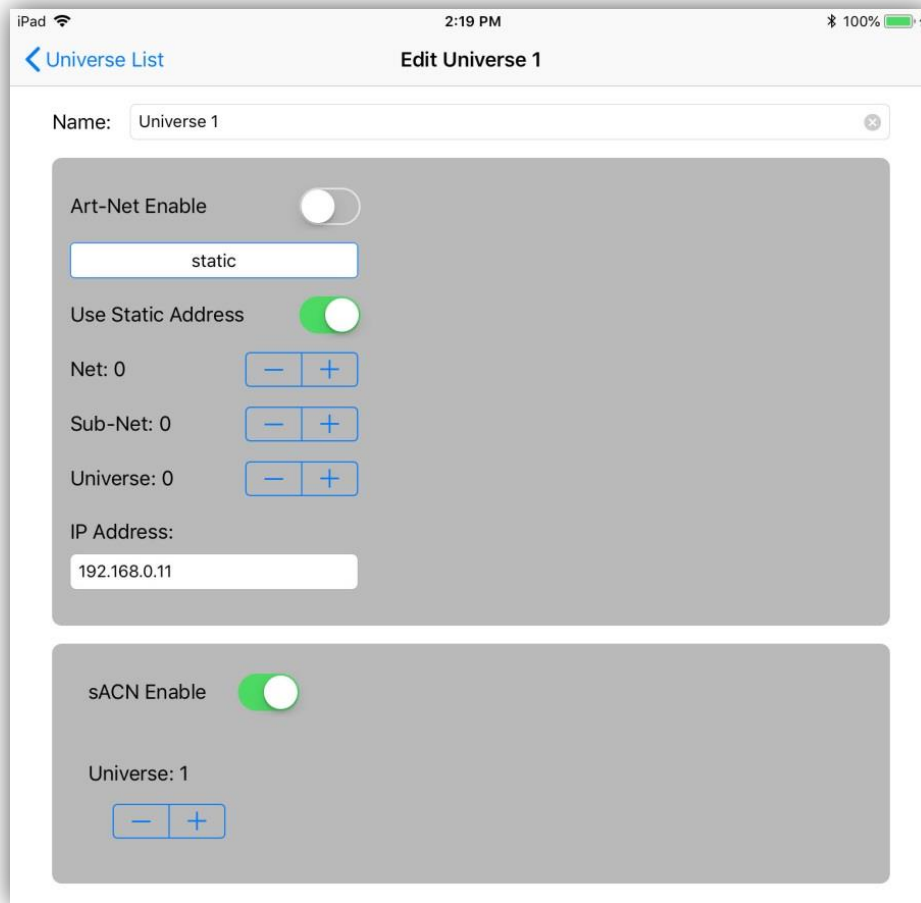 iPad 2:19 PM 100%
Universe List Edit Universe 1
Name: Universe 1
Art-Net Enable
static
Use Static Address
Net: 0 − +
Sub-Net: 0 − +
Universe: 0 − +
IP Address:
192.168.0.11
sACN Enable
Universe: 1
− +